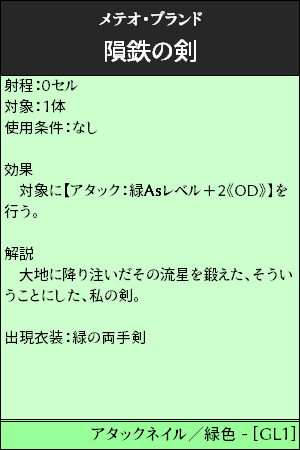 メテオ・ブランド
隕鉄の剣
射程：0セル
対象：1体
使用条件：なし
効果
　対象に【アタック：緑Asレベル＋2《OD》】を
行う。
解説
　大地に降り注いだその流星を鍛えた、そうい
うことにした、私の剣。
出現衣装：緑の両手剣
アタックネイル／緑色 - [GL1]